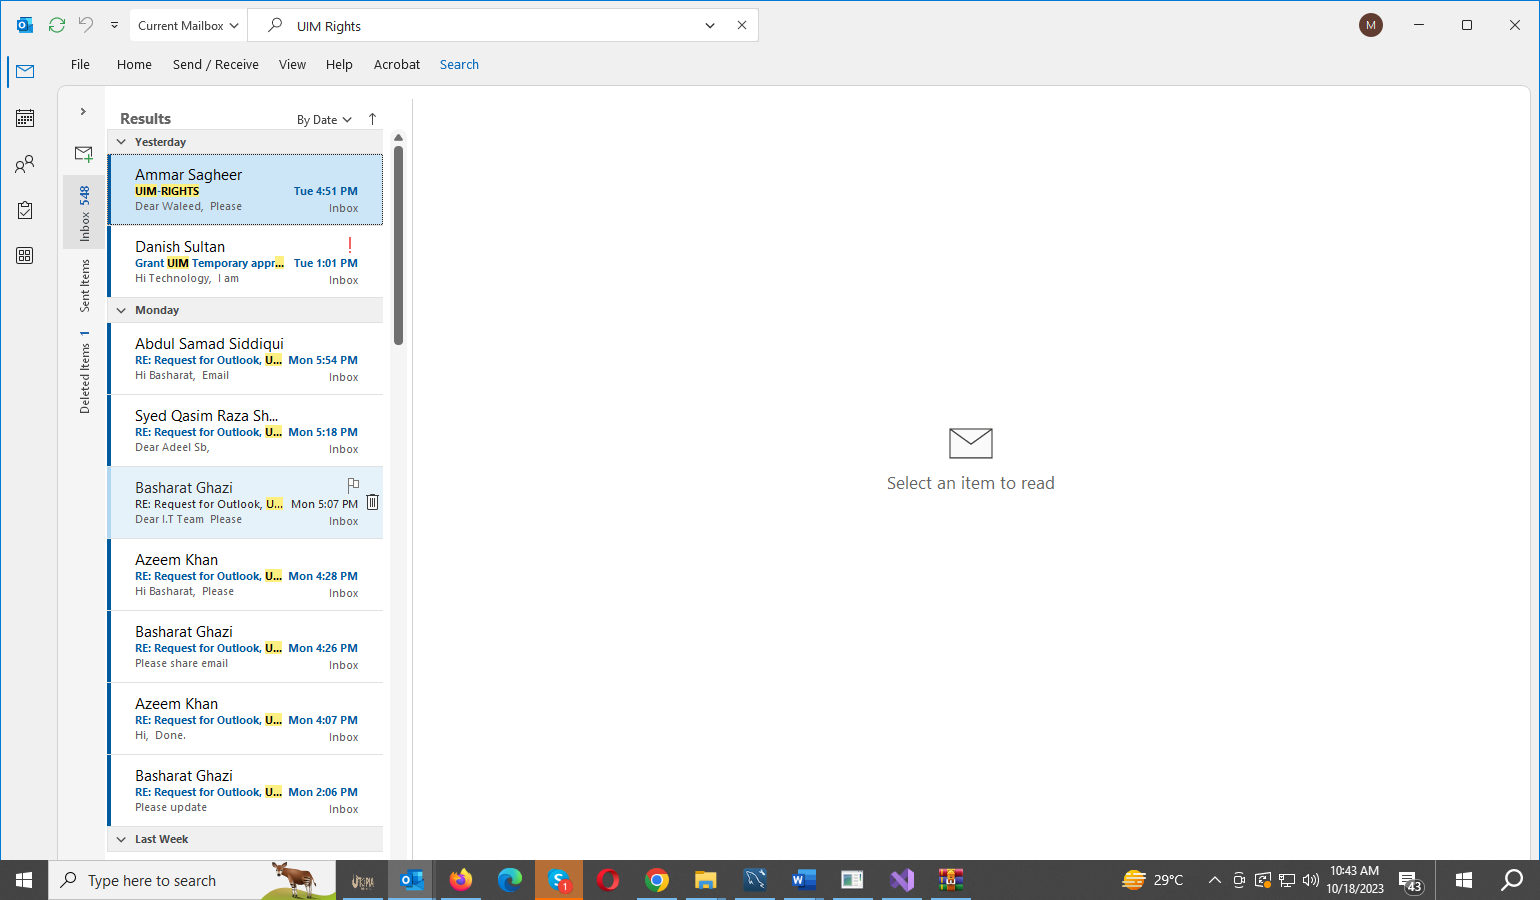 Current Mailbox
UIM Rights
M
File Home Send / Receive View Help Acrobat Search
Results By Date
Inbox 548
Sent Items
Deleted Items 1
Yesterday
Ammar Sagheer
UIM-RIGHTS Tue 4:51 PM
Dear Waleed, Please Inbox
Danish Sultan
Grant UIM Temporary appr... Tue 1:01 PM
Hi Technology, I am Inbox
Monday
Abdul Samad Siddiqui
RE: Request for Outlook, U... Mon 5:54 PM
Hi Basharat, Email Inbox
Syed Qasim Raza Sh...
RE: Request for Outlook, U... Mon 5:18 PM
Dear Adeel Sb, Inbox
Basharat Ghazi
RE: Request for Outlook, U... Mon 5:07 PM
Dear I.T Team Please Inbox
Azeem Khan
RE: Request for Outlook, U... Mon 4:28 PM
Hi Basharat, Please Inbox
Basharat Ghazi
RE: Request for Outlook, U... Mon 4:26 PM
Please share email Inbox
Azeem Khan
RE: Request for Outlook, U... Mon 4:07 PM
Hi, Done. Inbox
Basharat Ghazi
RE: Request for Outlook, U... Mon 2:06 PM
Please update Inbox
Last Week
Select an item to read
Type here to search
UTOPIA
1
29°C
10:43 AM
10/18/2023
43